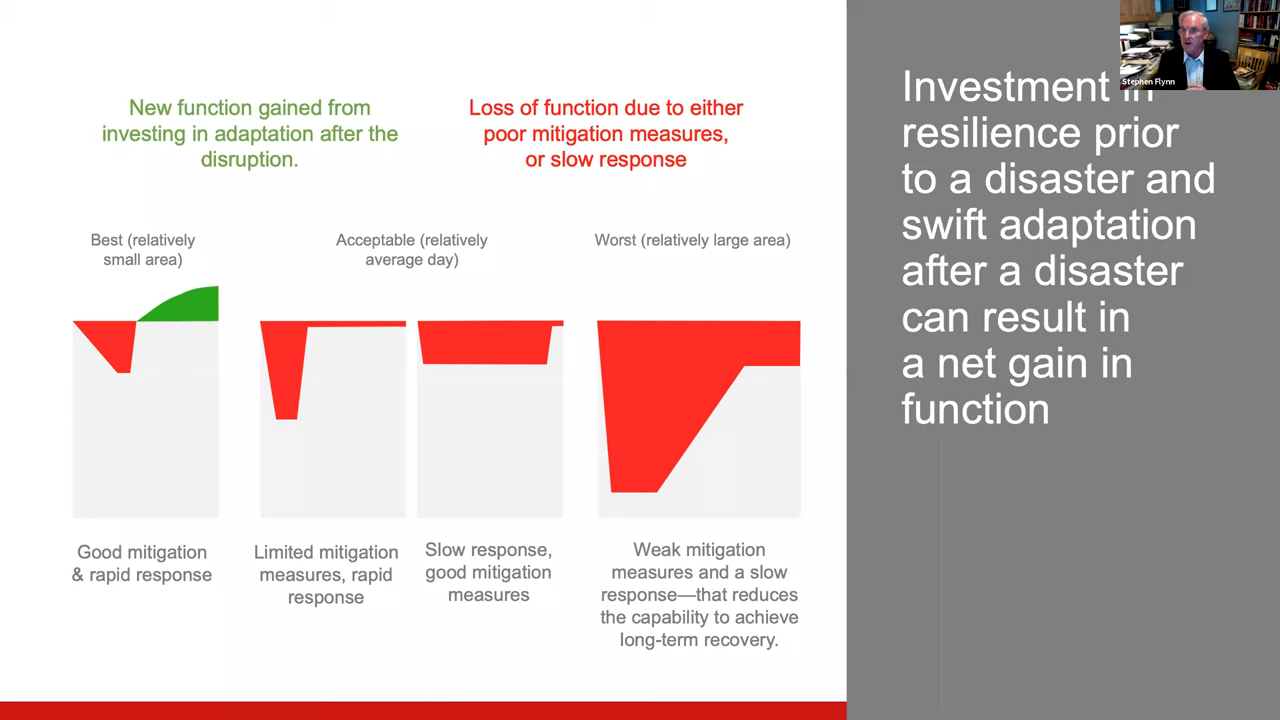 New function gained from
investing in adaptation after the
disruption.
Loss of function due to either
poor mitigation measures,
or slow response
Best (relatively
small area)
Acceptable (relatively
average day)
Worst (relatively large area)
Good mitigation
& rapid response
Limited mitigation
measures, rapid
response
Slow response,
good mitigation
measures
Weak mitigation
measures and a slow
response—that reduces
the capability to achieve
long-term recovery.
Stephen Flynn
Investment in
resilience prior
to a disaster and
swift adaptation
after a disaster
can result in
a net gain in
function